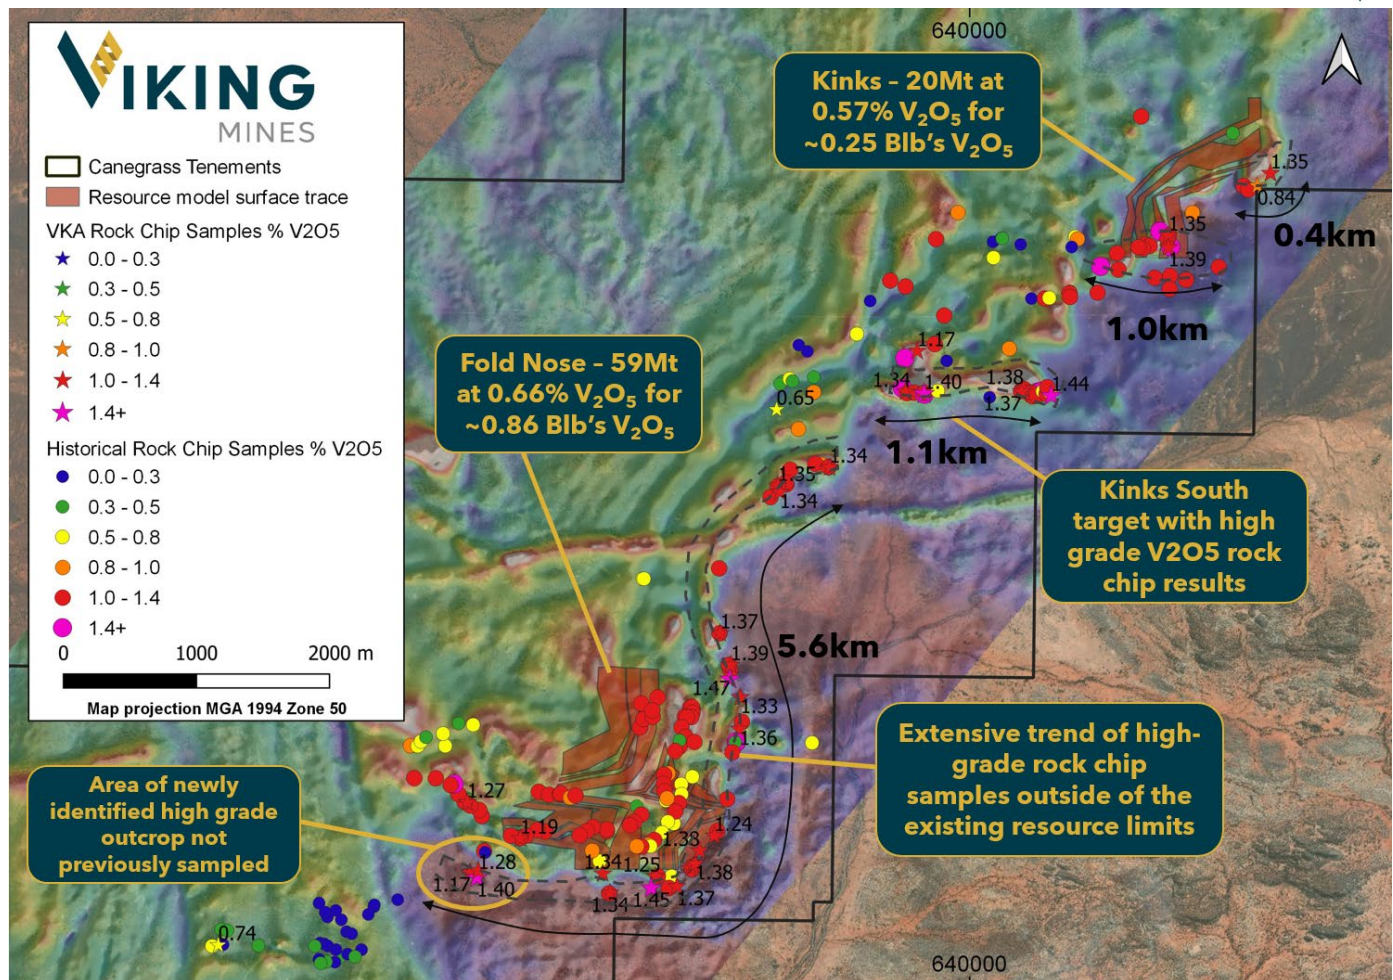 VIKING
MINES
Canegrass Tenements
Resource model surface trace
VKA Rock Chip Samples % V2O5
0.0 - 0.3
0.3 - 0.5
0.5 - 0.8
0.8 - 1.0
1.0 - 1.4
1.4+
Historical Rock Chip Samples % V2O5
0.0 - 0.3
0.3 - 0.5
0.5 - 0.8
0.8 - 1.0
1.0 - 1.4
1.4+
0 1000 2000 m
Map projection MGA 1994 Zone 50
640000
Kinks – 20Mt at
0.57% V₂O₅ for
~0.25 Blb's V₂O₅
1.35
0.84
0.4km
1.35
1.39
1.0km
1.17
1.34
1.40
1.38
1.37
1.44
1.1km
Fold Nose – 59Mt
at 0.66% V₂O₅ for
~0.86 Blb's V₂O₅
0.65
1.34
1.35
1.34
Kinks South
target with high
grade V2O5 rock
chip results
1.37
5.6km
1.39
1.47
1.33
1.36
Extensive trend of high-
grade rock chip
samples outside of the
existing resource limits
Area of newly
identified high grade
outcrop not
previously sampled
1.27
1.19
1.24
1.38
1.28
1.17
1.40
1.34
1.25
1.38
1.34
1.45
1.37
0.74
640000